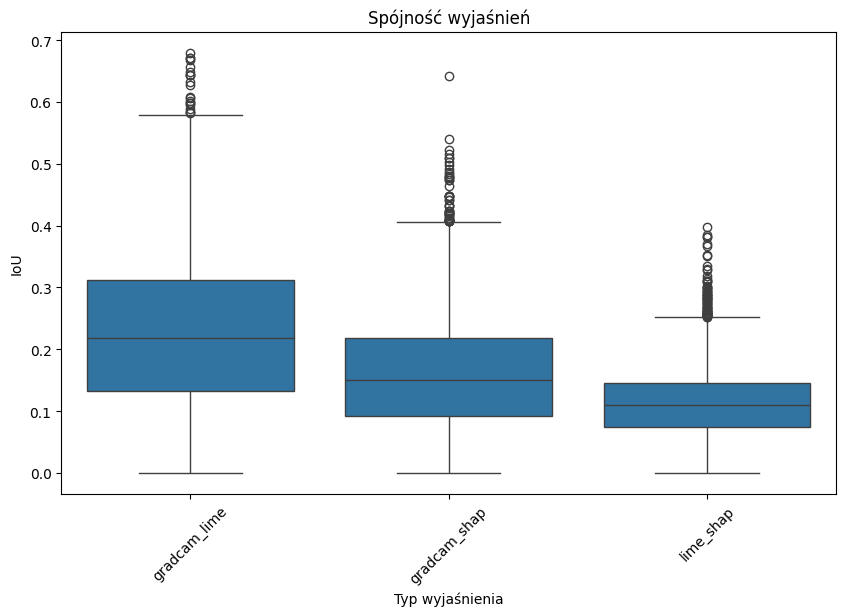 Spójność wyjaśnień
0.7
0.6
0.5
0.4
0.3
0.2
0.1
0.0
IoU
gradcam_lime
gradcam_shap
lime_shap
Typ wyjaśnienia